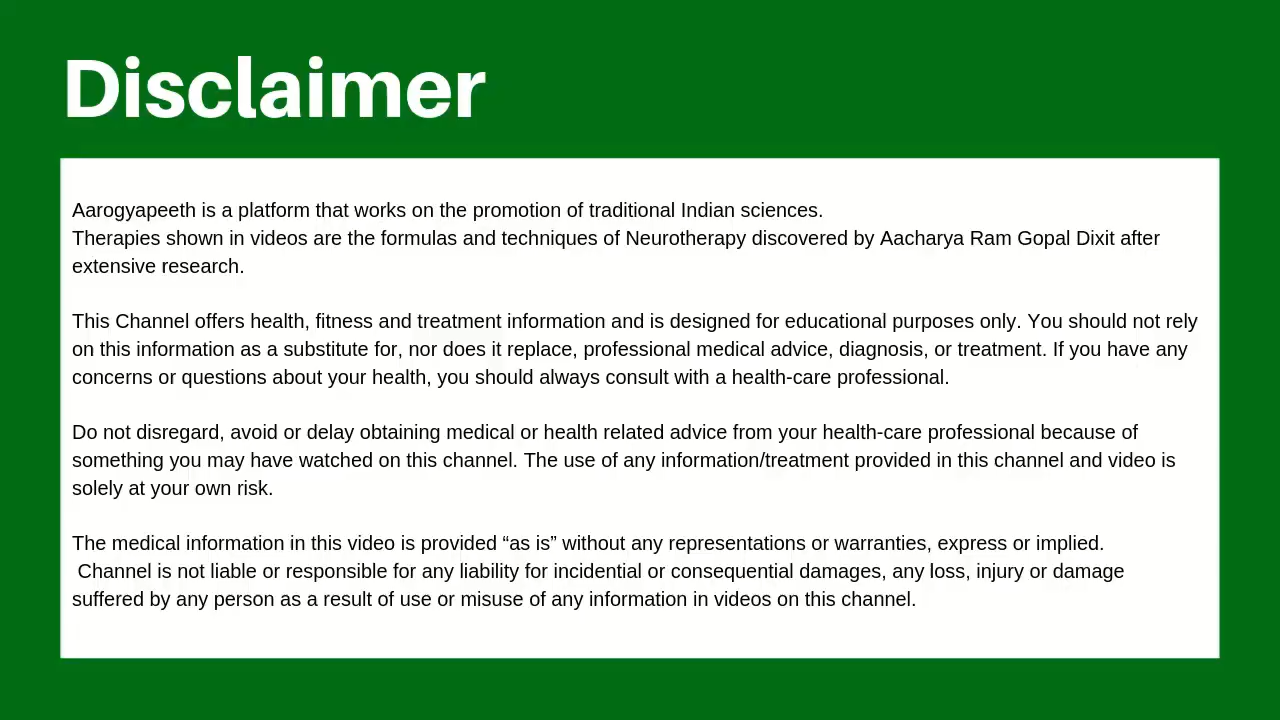 Disclaimer
Aarogyapeeth is a platform that works on the promotion of traditional Indian sciences.
Therapies shown in videos are the formulas and techniques of Neurotherapy discovered by Aacharya Ram Gopal Dixit after
extensive research.
This Channel offers health, fitness and treatment information and is designed for educational purposes only. You should not rely
on this information as a substitute for, nor does it replace, professional medical advice, diagnosis, or treatment. If you have any
concerns or questions about your health, you should always consult with a health-care professional.
Do not disregard, avoid or delay obtaining medical or health related advice from your health-care professional because of
something you may have watched on this channel. The use of any information/treatment provided in this channel and video is
solely at your own risk.
The medical information in this video is provided “as is” without any representations or warranties, express or implied.
Channel is not liable or responsible for any liability for incidential or consequential damages, any loss, injury or damage
suffered by any person as a result of use or misuse of any information in videos on this channel.